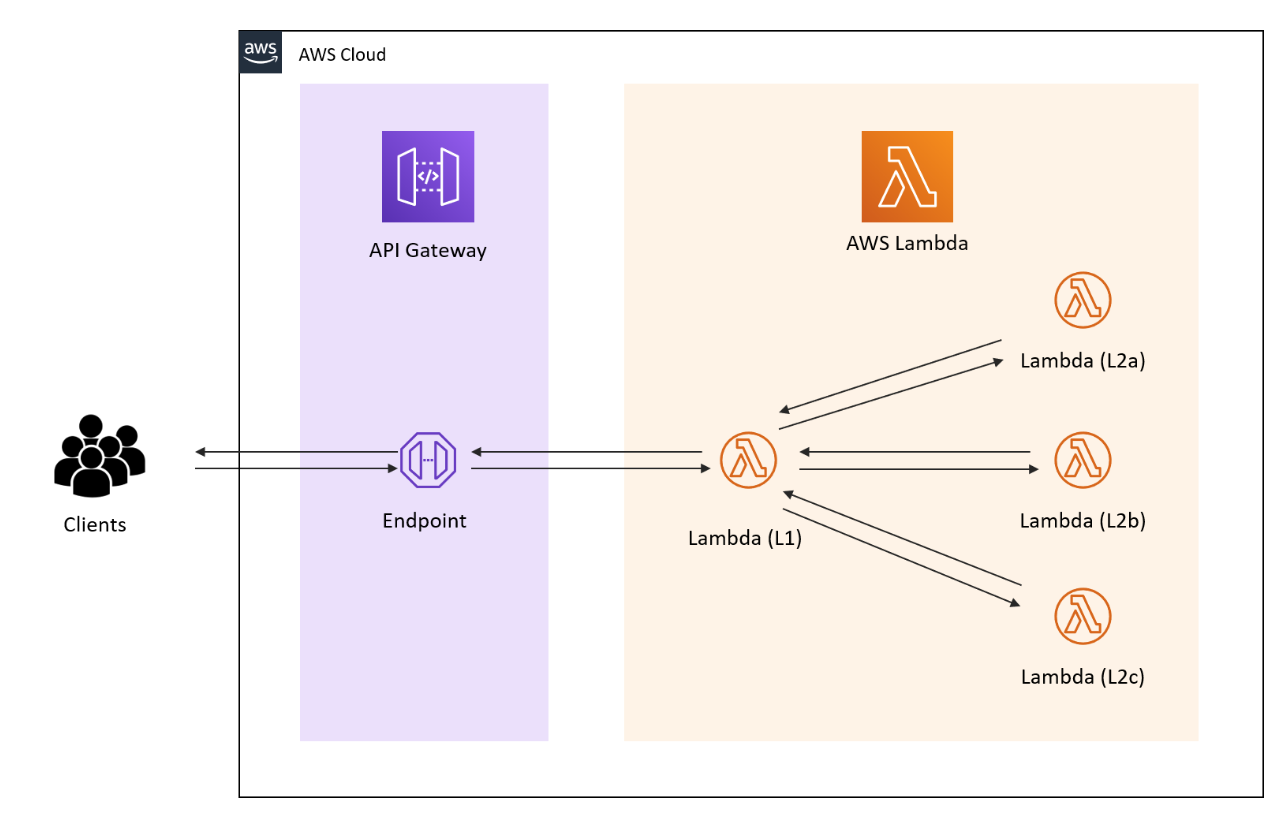 aws
AWS Cloud
API Gateway
</>
AWS Lambda
Lambda (L2a)
Clients
Endpoint
Lambda (L1)
Lambda (L2b)
Lambda (L2c)